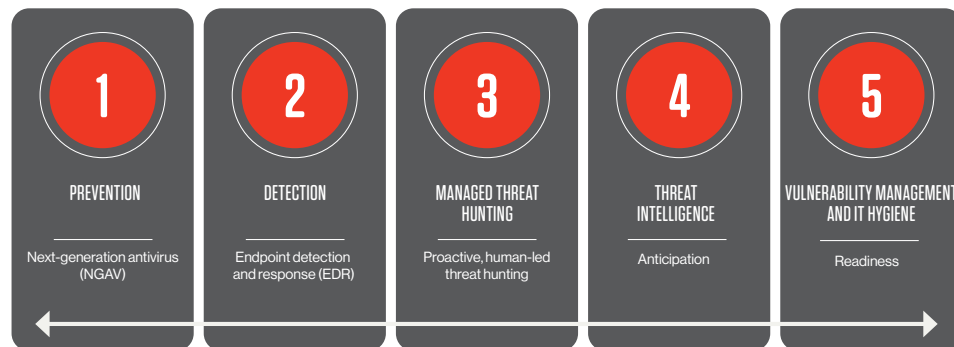 1
PREVENTION
Next-generation antivirus
(NGAV)
2
DETECTION
Endpoint detection
and response (EDR)
3
MANAGED THREAT
HUNTING
Proactive, human-led
threat hunting
4
THREAT
INTELLIGENCE
Anticipation
5
VULNERABILITY MANAGEMENT
AND IT HYGIENE
Readiness